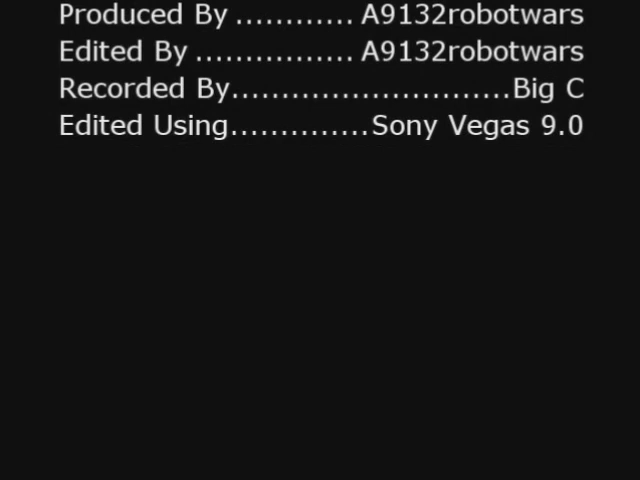 Produced By ............ A9132robotwars
Edited By ................ A9132robotwars
Recorded By...........................Big C
Edited Using..............Sony Vegas 9.0